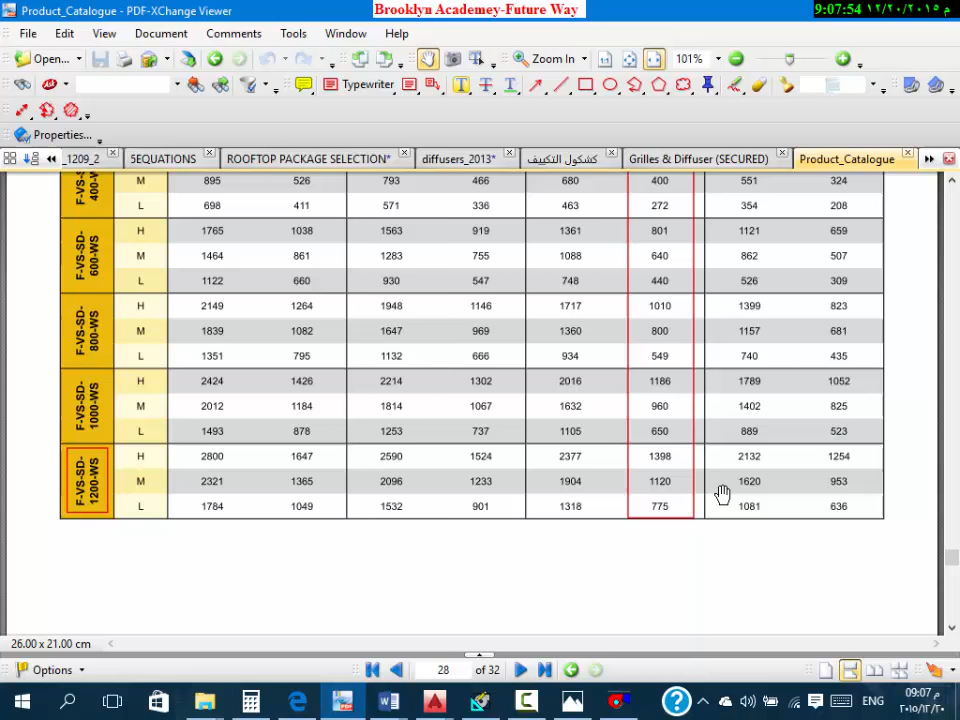 Product_Catalogue - PDF-XChange Viewer
Brooklyn Academey-Future Way
9:07:54 م ١٢/٢٠/٢٠١٥
File Edit View Document Comments Tools Window Help
Open... Zoom In 101%
Typewriter
Properties...
_1209_2 5EQUATIONS ROOFTOP PACKAGE SELECTION* diffusers_2013* كشكول التكييف Grilles & Diffuser (SECURED) Product_Catalogue
400-W M 895 526 793 466 680 400 551 324
L 698 411 571 336 463 272 354 208
F-VS-SD-600-WS H 1765 1038 1563 919 1361 801 1121 659
M 1464 861 1283 755 1088 640 862 507
L 1122 660 930 547 748 440 526 309
F-VS-SD-800-WS H 2149 1264 1948 1146 1717 1010 1399 823
M 1839 1082 1647 969 1360 800 1157 681
L 1351 795 1132 666 934 549 740 435
F-VS-SD-1000-WS H 2424 1426 2214 1302 2016 1186 1789 1052
M 2012 1184 1814 1067 1632 960 1402 825
L 1493 878 1253 737 1105 650 889 523
F-VS-SD-1200-WS H 2800 1647 2590 1524 2377 1398 2132 1254
M 2321 1365 2096 1233 1904 1120 1620 953
L 1784 1049 1532 901 1318 775 1081 636
26.00 x 21.00 cm
Options 28 of 32
ENG 09:07 م
٢٠١٥/١٢/٢٠